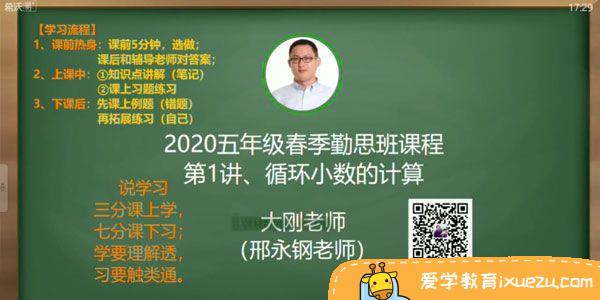 希沃
17:29
【学习流程】
1、课前热身：课前5分钟，选做；
课后和辅导老师对答案；
2、上课中：①知识点讲解（笔记）
②课上习题练习
3、下课后：先课上例题（错题）
再拓展练习（自己）
2020五年级春季勤思班课程
第1讲、循环小数的计算
说学习
三分课上学，
七分课下习；
学要理解透，
习要触类通。
大刚老师
（邢永钢老师）
爱学教育ixuezu.com